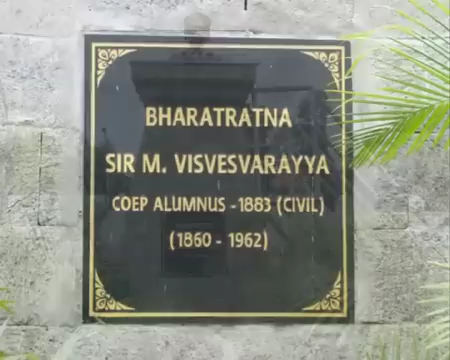 BHARATRATNA
SIR M. VISVESVARAYYA
COEP ALUMNUS - 1883 (CIVIL)
(1860 - 1962)